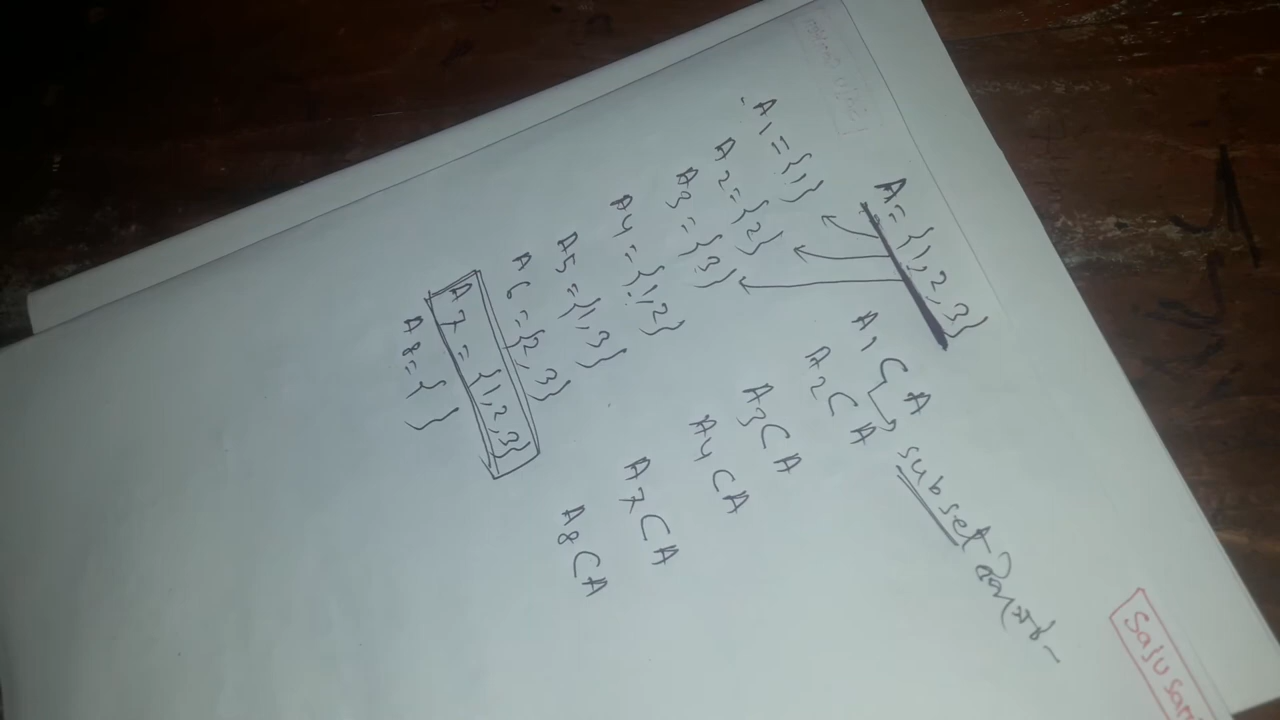 A = {1, 2, 3}
A1 = {1}
A2 = {2}
A3 = {3}
A4 = {1, 2}
A5 = {1, 3}
A6 = {2, 3}
A7 = {1, 2, 3}
A8 = { }
A1 ⊂ A
subset
A2 ⊂ A
A3 ⊂ A
A4 ⊂ A
A7 ⊂ A
A8 ⊂ A
Saju